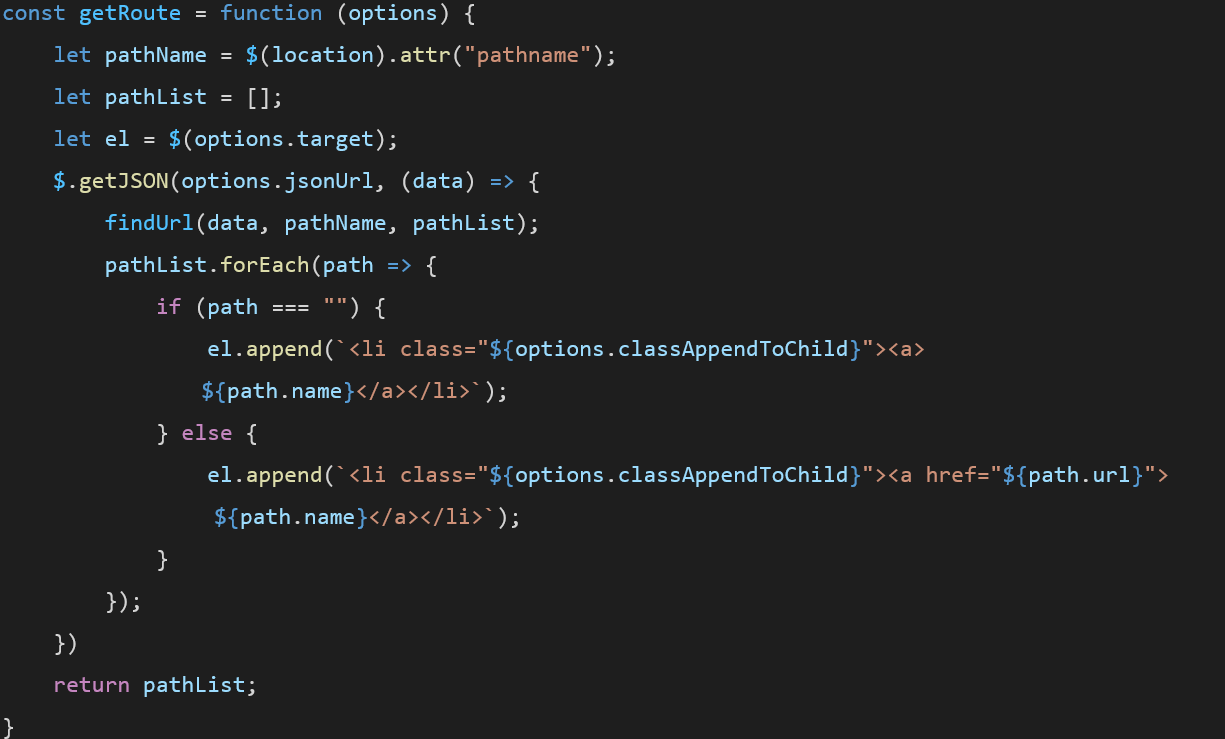 const getRoute = function (options) {
    let pathName = $(location).attr("pathname");
    let pathList = [];
    let el = $(options.target);
    $.getJSON(options.jsonUrl, (data) => {
        findUrl(data, pathName, pathList);
        pathList.forEach(path => {
            if (path === "") {
                el.append(`<li class="${options.classAppendToChild}"><a>
                ${path.name}</a></li>`);
            } else {
                el.append(`<li class="${options.classAppendToChild}"><a href="${path.url}">
                 ${path.name}</a></li>`);
            }
        });
    })
    return pathList;
}